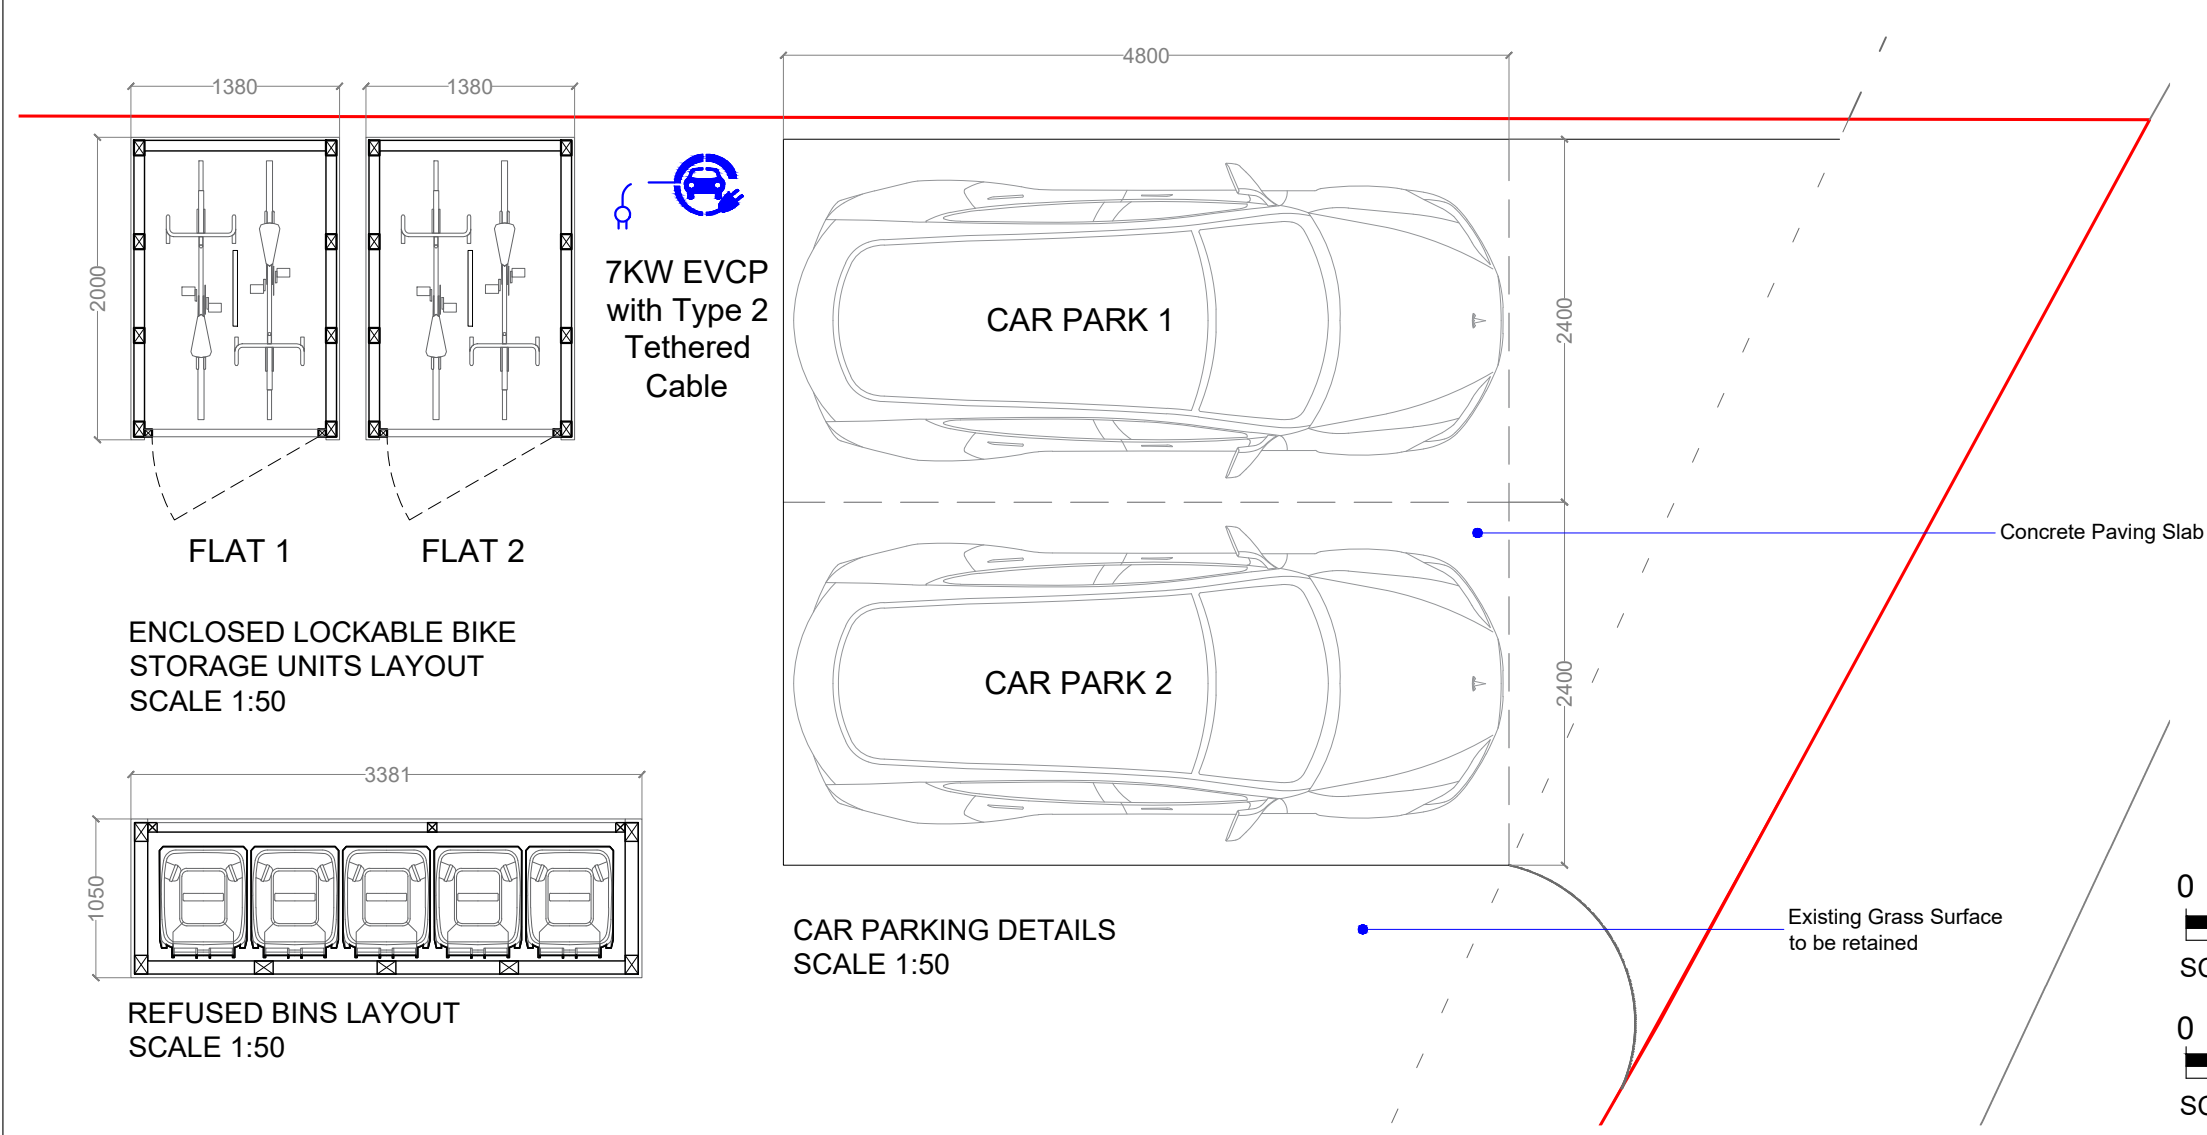 1380
1380
4800
2000
7KW EVCP
with Type 2
Tethered
Cable
CAR PARK 1
2400
FLAT 1
FLAT 2
Concrete Paving Slab
ENCLOSED LOCKABLE BIKE
STORAGE UNITS LAYOUT
SCALE 1:50
CAR PARK 2
2400
3381
1050
REFUSED BINS LAYOUT
SCALE 1:50
CAR PARKING DETAILS
SCALE 1:50
Existing Grass Surface
to be retained
0
0